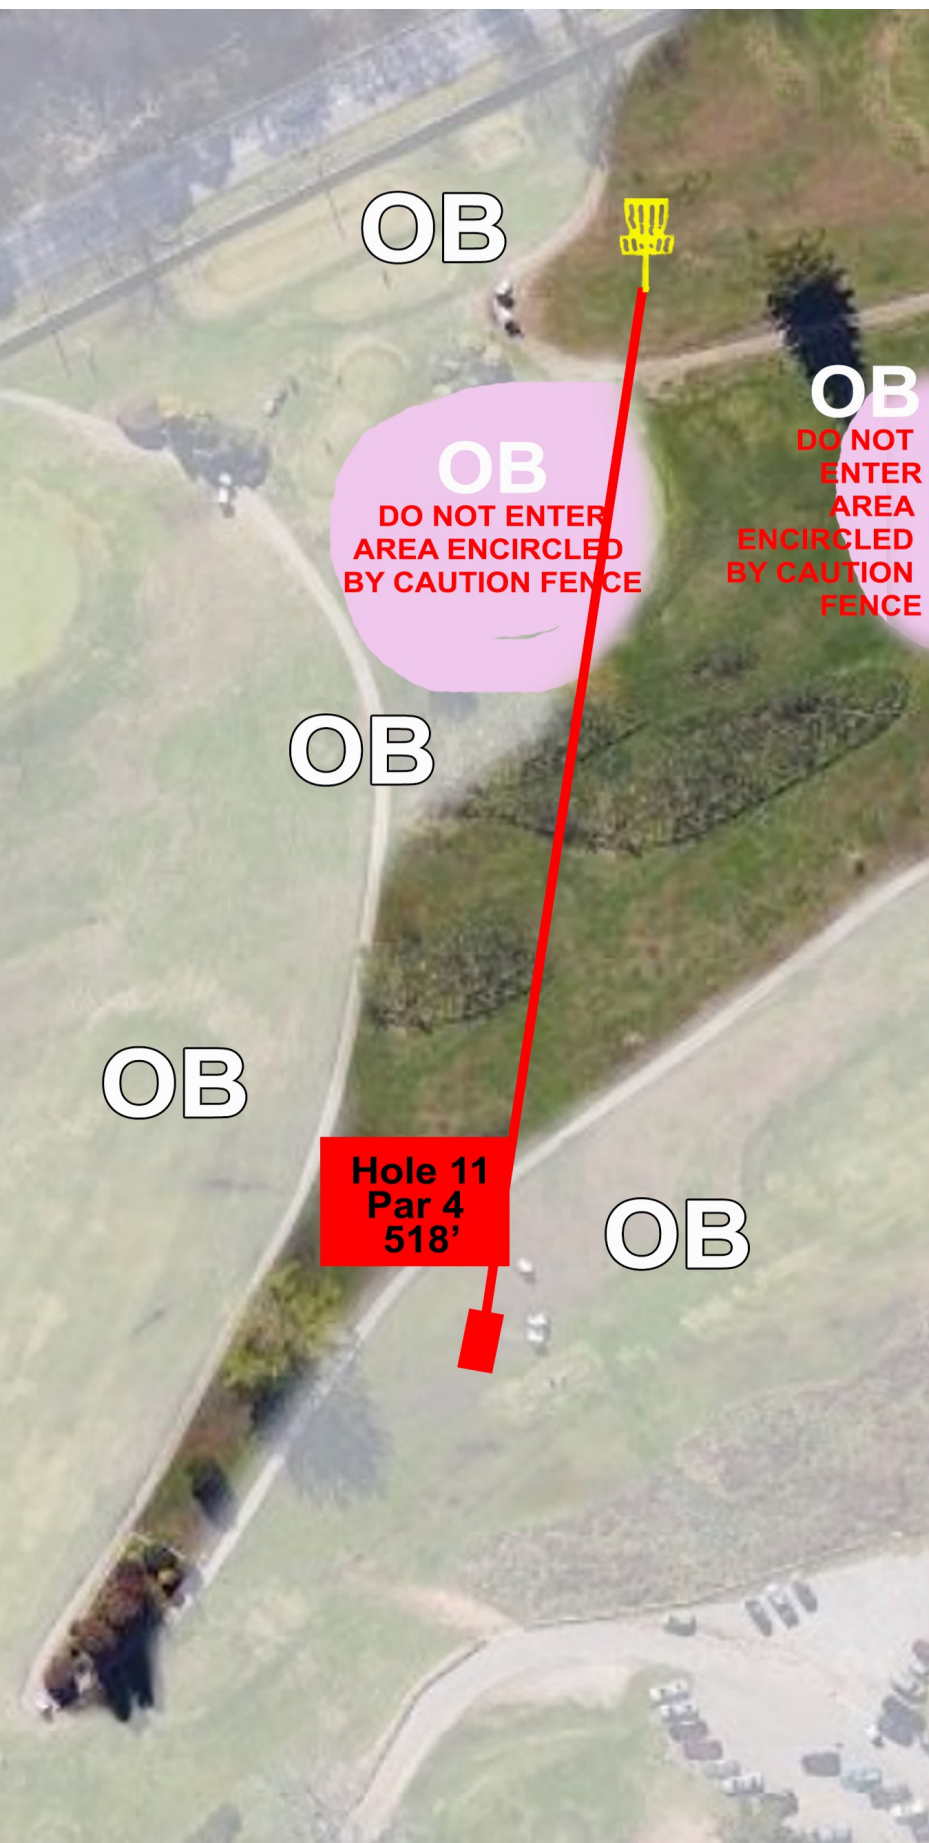 OB
OB
DO NOT
ENTER
AREA
ENCIRCLED
BY CAUTION
FENCE
OB
DO NOT ENTER
AREA ENCIRCLED
BY CAUTION FENCE
OB
OB
Hole 11
Par 4
518’
OB